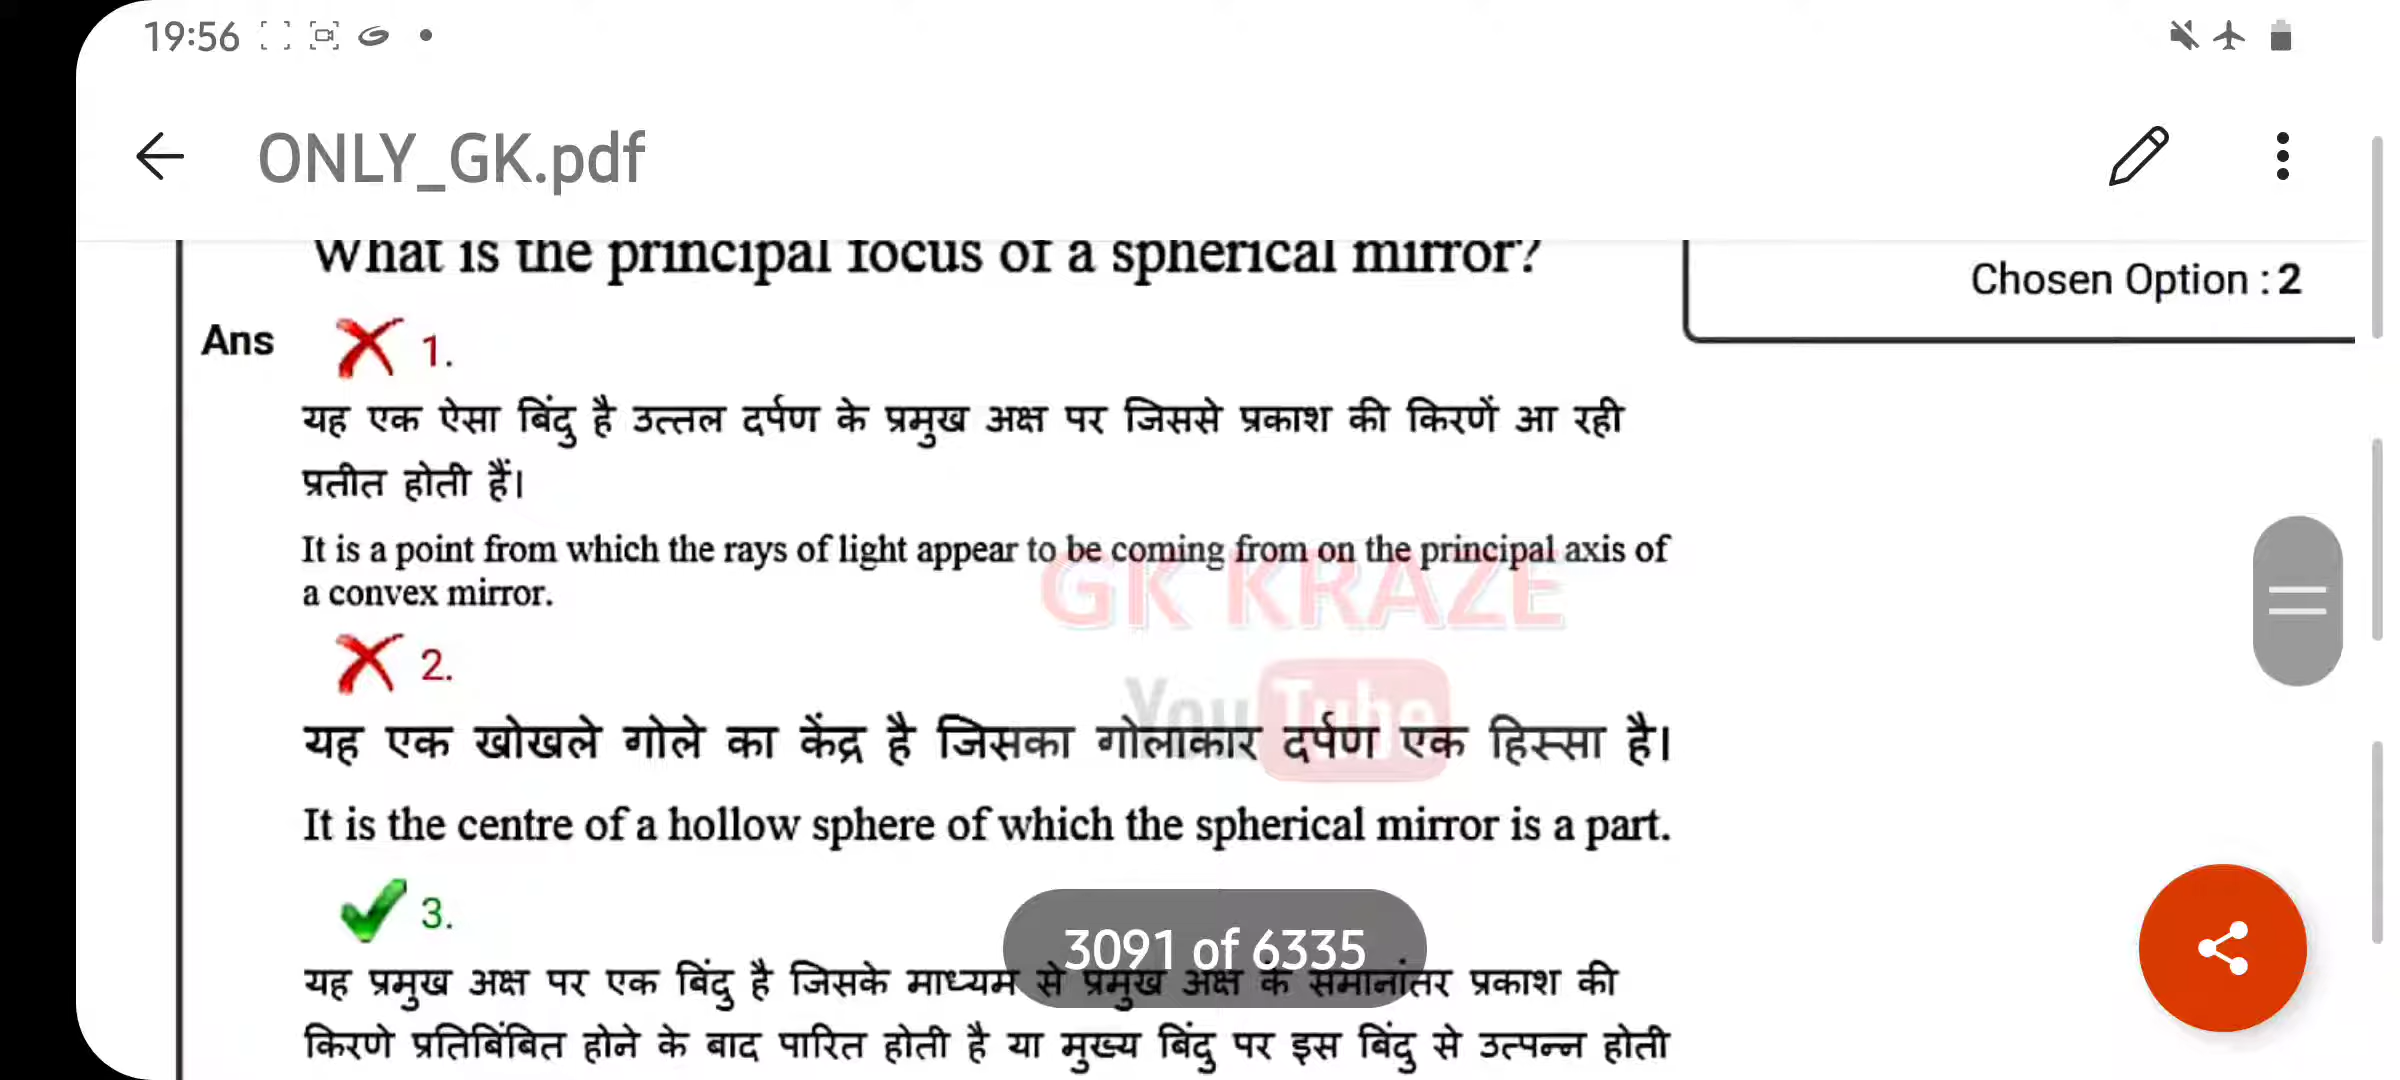 19:56
ONLY_GK.pdf
What is the principal focus of a spherical mirror?
Chosen Option : 2
Ans
1.
यह एक ऐसा बिंदु है उत्तल दर्पण के प्रमुख अक्ष पर जिससे प्रकाश की किरणें आ रही
प्रतीत होती हैं।
It is a point from which the rays of light appear to be coming from on the principal axis of
a convex mirror.
GK KRAZE
2.
YouTube
यह एक खोखले गोले का केंद्र है जिसका गोलाकार दर्पण एक हिस्सा है।
It is the centre of a hollow sphere of which the spherical mirror is a part.
3.
3091 of 6335
यह प्रमुख अक्ष पर एक बिंदु है जिसके माध्यम से प्रमुख अक्ष के समानांतर प्रकाश की
किरणे प्रतिबिंबित होने के बाद पारित होती है या मुख्य बिंदु पर इस बिंदु से उत्पन्न होती